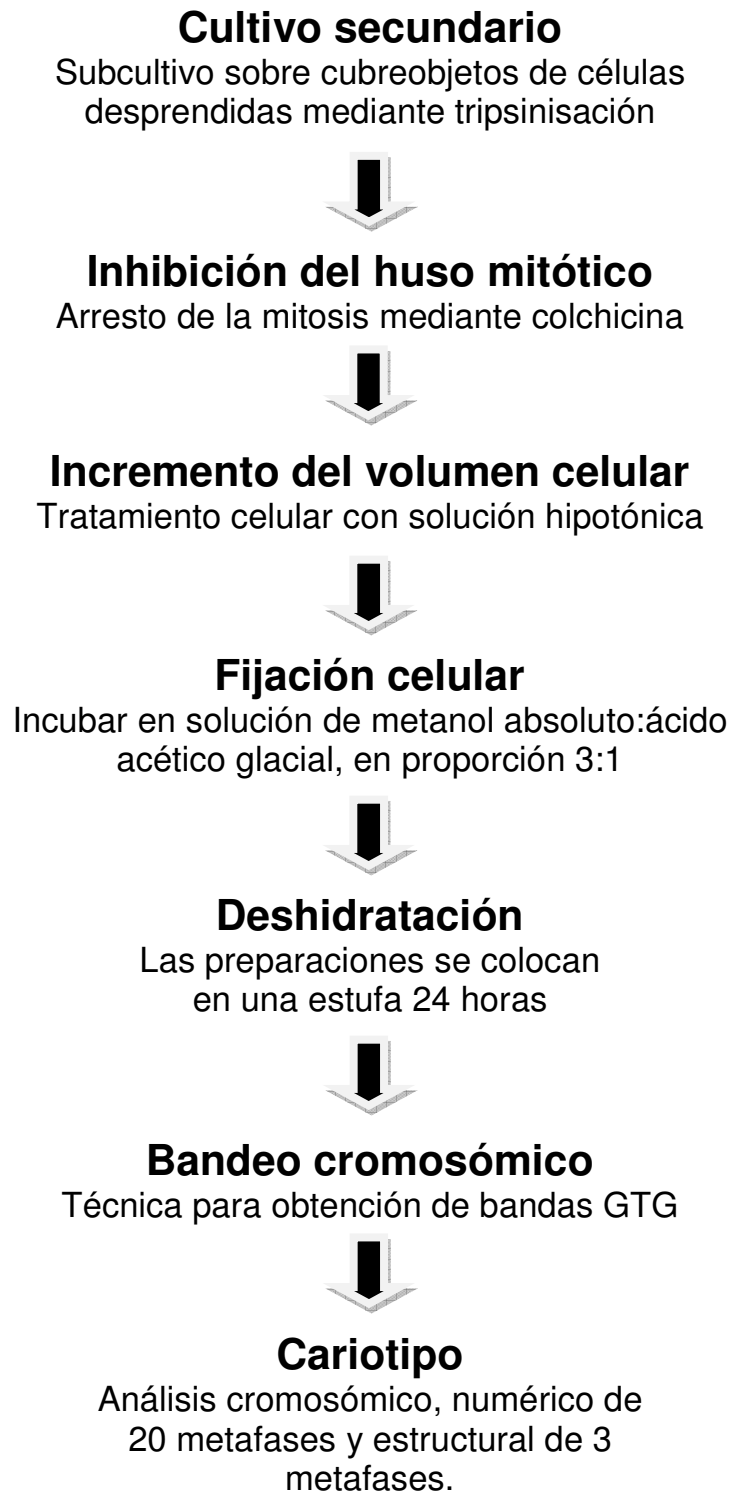 Cultivo secundario
Subcultivo sobre cubreobjetos de células
desprendidas mediante tripsinisación
Inhibición del huso mitótico
Arresto de la mitosis mediante colchicina
Incremento del volumen celular
Tratamiento celular con solución hipotónica
Fijación celular
Incubar en solución de metanol absoluto:ácido
acético glacial, en proporción 3:1
Deshidratación
Las preparaciones se colocan
en una estufa 24 horas
Bandeo cromosómico
Técnica para obtención de bandas GTG
Cariotipo
Análisis cromosómico, numérico de
20 metafases y estructural de 3
metafases.